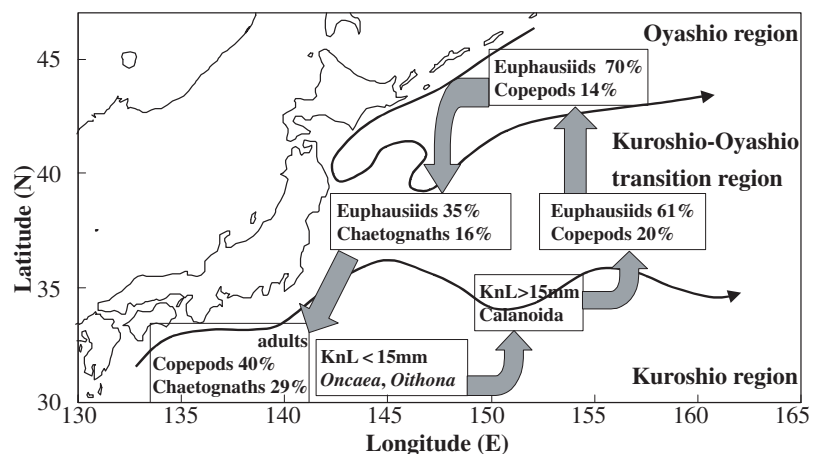 Oyashio region
Euphausiids 70%
Copepods 14%
Kuroshio-Oyashio
transition region
Euphausiids 35%
Chaetognaths 16%
Euphausiids 61%
Copepods 20%
KnL>15mm
Calanoida
adults
Copepods 40%
Chaetognaths 29%
KnL < 15mm
Oncaea, Oithona
Kuroshio region
Latitude (N)
45
40
35
30
130
135
140
145
150
155
160
165
Longitude (E)